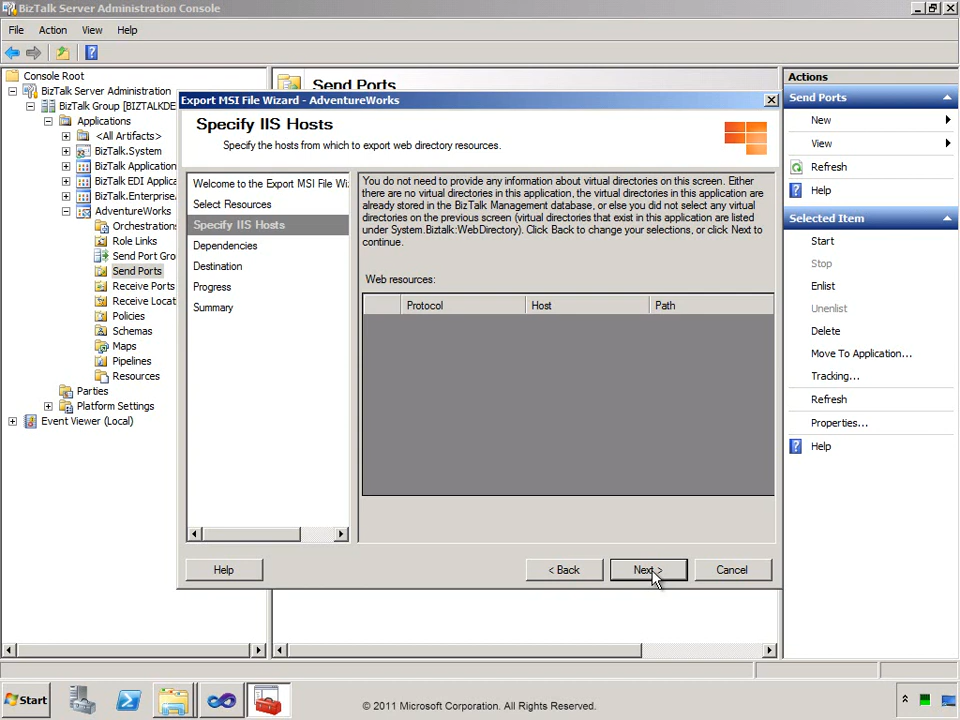 BizTalk Server Administration Console
File Action View Help
Console Root
BizTalk Server Administration
BizTalk Group [BIZTALKDE
Applications
<All Artifacts>
BizTalk.System
BizTalk Application
BizTalk EDI Applica
BizTalk.Enterprise.
AdventureWorks
Orchestrations
Role Links
Send Port Gro
Send Ports
Receive Ports
Receive Locat
Policies
Schemas
Maps
Pipelines
Resources
Parties
Platform Settings
Event Viewer (Local)
Send Ports
Export MSI File Wizard - AdventureWorks
Specify IIS Hosts
Specify the hosts from which to export web directory resources.
Welcome to the Export MSI File Wi:
Select Resources
Specify IIS Hosts
Dependencies
Destination
Progress
Summary
You do not need to provide any information about virtual directories on this screen. Either
there are no virtual directories in this application, the virtual directories in this application are
already stored in the BizTalk Management database, or else you did not select any virtual
directories on the previous screen (virtual directories that exist in this application are listed
under System.Biztalk:WebDirectory). Click Back to change your selections, or click Next to
continue.
Web resources:
Protocol Host Path
Help < Back Next > Cancel
Actions
Send Ports
New
View
Refresh
Help
Selected Item
Start
Stop
Enlist
Unenlist
Delete
Move To Application...
Tracking...
Refresh
Properties...
Help
Start
© 2011 Microsoft Corporation. All Rights Reserved.